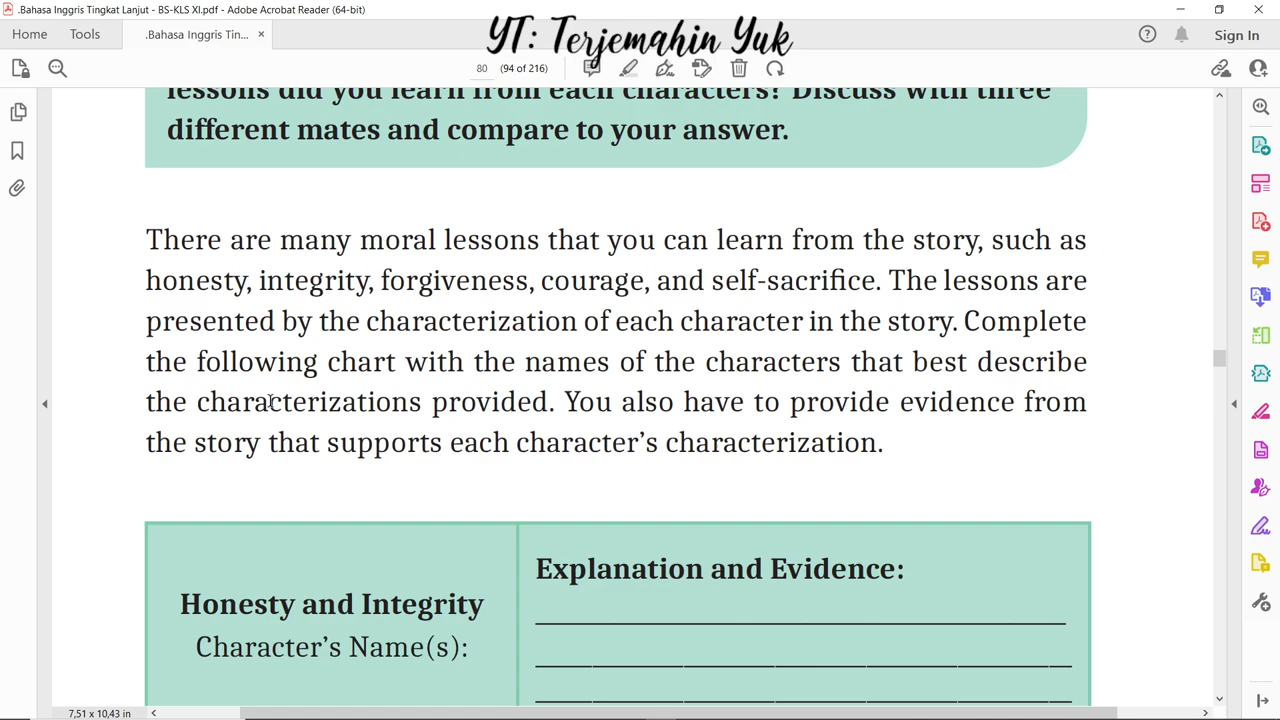 .Bahasa Inggris Tingkat Lanjut - BS-KLS XI.pdf - Adobe Acrobat Reader (64-bit)
Home Tools .Bahasa Inggris Tin... × Sign In
YT: Terjemahin Yuk
80 (94 of 216)
lessons did you learn from each characters? Discuss with three
different mates and compare to your answer.
There are many moral lessons that you can learn from the story, such as
honesty, integrity, forgiveness, courage, and self-sacrifice. The lessons are
presented by the characterization of each character in the story. Complete
the following chart with the names of the characters that best describe
the characterizations provided. You also have to provide evidence from
the story that supports each character’s characterization.
Honesty and Integrity
Character’s Name(s):
Explanation and Evidence:
7,51 x 10,43 in